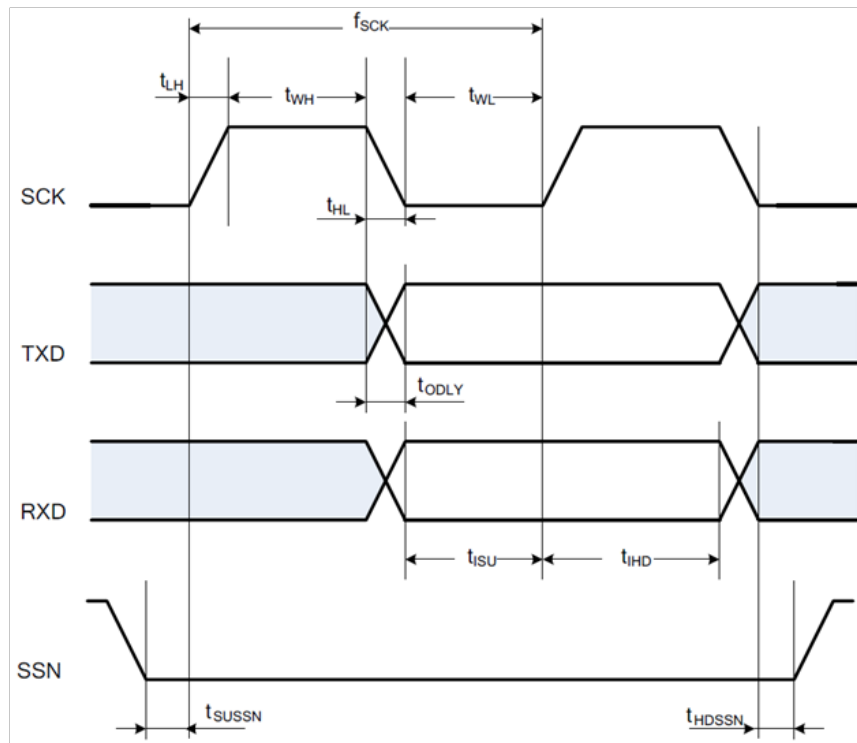 fSCK
tLH
tWH
tWL
SCK
tHL
TXD
tODLY
RXD
tISU
tIHD
SSN
tSUSSN
tHDSSN